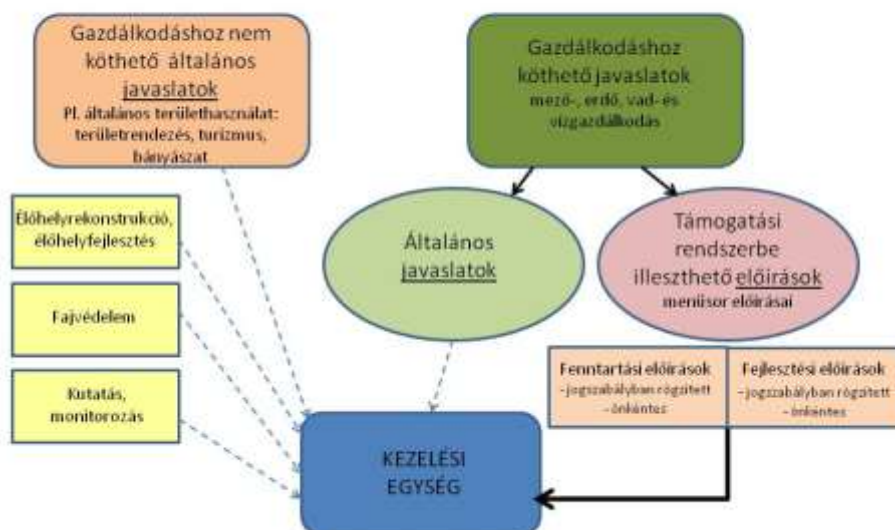 Gazdálkodáshoz nem
köthető általános
javaslatok
Pl. általános területhasználat:
területrendezés, turizmus,
bányászat
Gazdálkodáshoz
köthető javaslatok
mező-, erdő, vad- és
vízgazdálkodás
Élőhelyrekonstrukció,
élőhelyfejlesztés
Fajvédelem
Kutatás,
monitorozás
Általános
javaslatok
Támogatási
rendszerbe
illeszthető előírások
menüsor előírásai
Fenntartási előírások
-jogszabályban rögzített
-önkéntes
Fejlesztési előírások
-jogszabályban rögzített
-önkéntes
KEZELÉSI
EGYSÉG